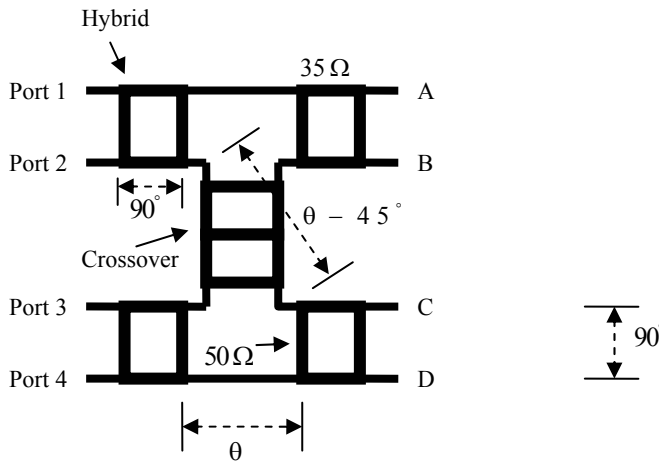 Hybrid
Port 1
35 Ω
A
Port 2
B
90°
θ – 45°
Crossover
Port 3
C
50 Ω
90
Port 4
D
θ